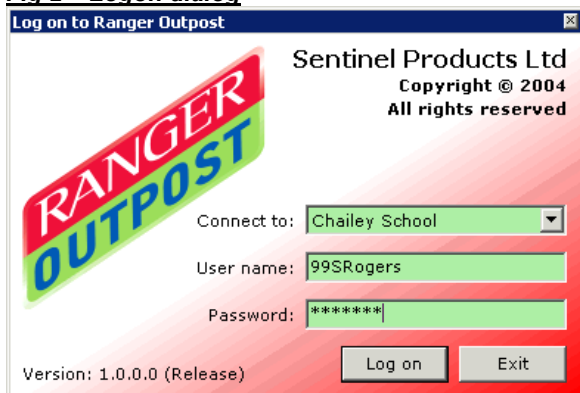 Log on to Ranger Outpost
Sentinel Products Ltd
Copyright © 2004
All rights reserved
RANGER
OUTPOST
Connect to: Chailey School
User name: 99SRogers
Password: *******
Version: 1.0.0.0 (Release)
Log on Exit